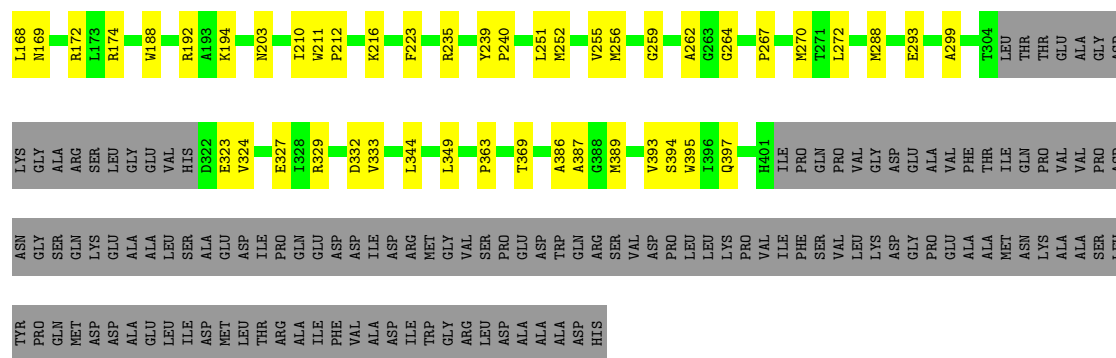 L168 N169 R172 L173 R174 W188 R192 A193 K194 N203 I210 W211 P212 K216 F223 R235 Y239 P240 L251 M252 V255 M256 G259 A262 G263 G264 P267 M270 T271 L272 M288 E293 A299 T304 LEU THR THR GLU ALA GLY
LYS GLY ALA ARG SER LEU GLY GLU VAL HIS D322 E323 V324 E327 I328 R329 D332 V333 L344 L349 P363 T369 A386 A387 G388 M389 V393 S394 W395 I396 Q397 H401 ILE PRO GLN PRO VAL GLY ASP GLU ALA VAL PHE THR ILE GLN PRO VAL VAL PRO
ASN GLY SER GLN LYS GLU ALA ALA LEU SER ALA GLU ASP ILE PRO GLN GLU ASP ASP ILE ASP ARG MET GLY VAL SER PRO GLU ASP TRP GLN ARG SER VAL ASP PRO LEU LEU LYS PRO VAL ILE PHE SER VAL LEU LYS ASP GLY PRO GLU ALA ALA MET ASN LYS ALA ALA SER
TYR PRO GLN MET ASP ASP ALA GLU LEU ILE ASP MET LEU THR ARG ALA ILE PHE VAL ALA ASP ILE TRP GLY ARG LEU ASP ALA ALA ALA ASP HIS